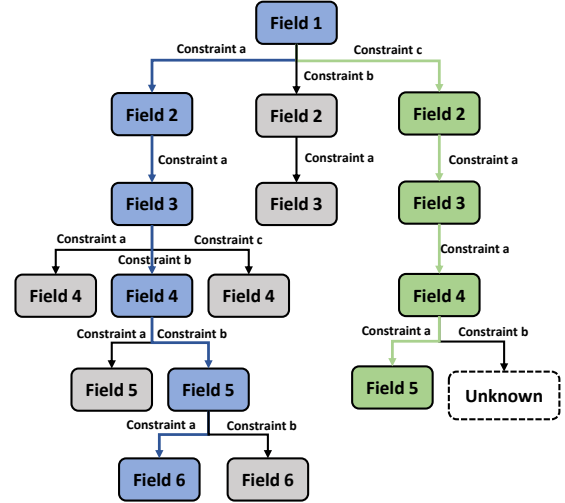 Field 1
Constraint a
Constraint c
Constraint b
Field 2
Field 2
Field 2
Constraint a
Constraint a
Constraint a
Field 3
Field 3
Field 3
Constraint a
Constraint c
Constraint b
Constraint a
Field 4
Field 4
Field 4
Field 4
Constraint a
Constraint b
Constraint a
Constraint b
Field 5
Field 5
Field 5
Unknown
Constraint a
Constraint b
Field 6
Field 6